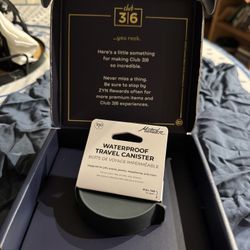 club
3|6
...you rock.
Here's a little something
for making Club 3|6
so incredible.
Never miss a thing.
Be sure to stop by
ZYN Rewards often for
more premium items and
Club 3|6 experiences.
Matador
WATERPROOF
TRAVEL CANISTER
BOÎTE DE VOYAGE IMPERMÉABLE